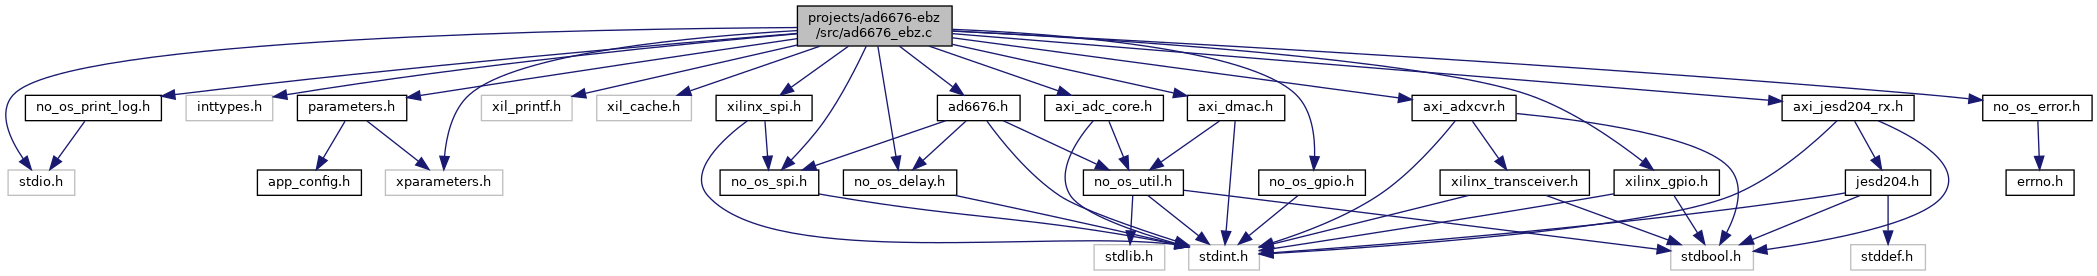 projects/ad6676-ebz
/src/ad6676_ebz.c
no_os_print_log.h
inttypes.h
parameters.h
xil_printf.h
xil_cache.h
xilinx_spi.h
ad6676.h
axi_adc_core.h
axi_dmac.h
axi_adxcvr.h
axi_jesd204_rx.h
no_os_error.h
stdio.h
app_config.h
xparameters.h
no_os_spi.h
no_os_delay.h
no_os_util.h
no_os_gpio.h
xilinx_transceiver.h
xilinx_gpio.h
jesd204.h
errno.h
stdlib.h
stdint.h
stdbool.h
stddef.h